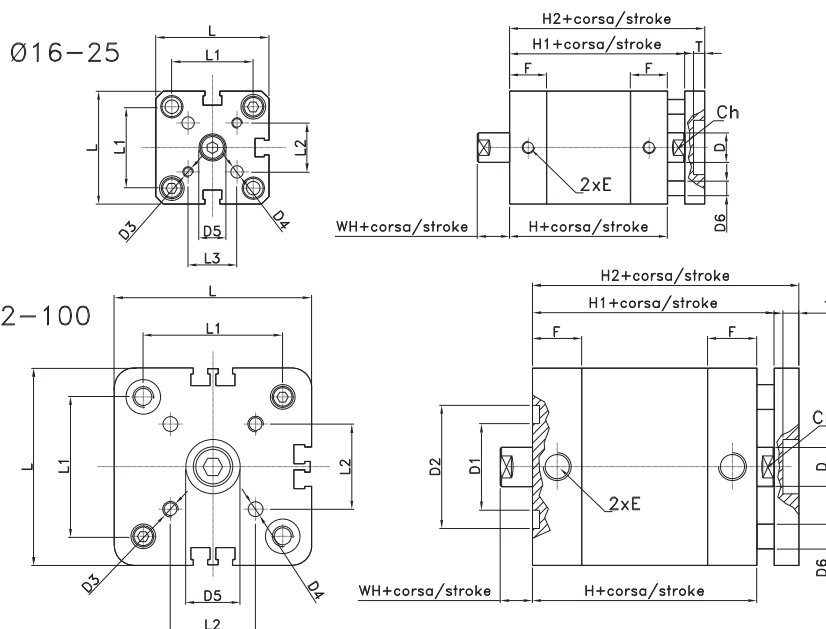 Ø16-25
L
L1
L
L1
L2
D3
D5
D4
L3
H2+corsa/stroke
H1+corsa/stroke
T
F
F
Ch
D
2xE
D6
WH+corsa/stroke
H+corsa/stroke
2-100
L
L1
L
L1
L2
D3
D5
D4
L2
H2+corsa/stroke
H1+corsa/stroke
F
F
C
D2
D1
D
2xE
D6
WH+corsa/stroke
H+corsa/stroke